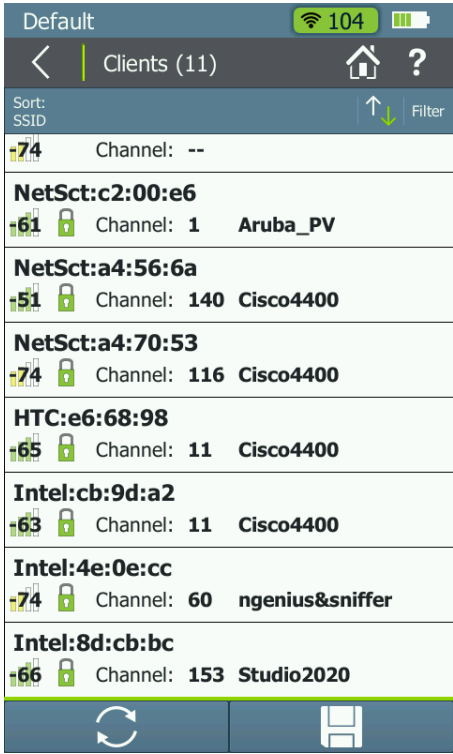 Default 104
Clients (11) ?
Sort:
SSID Filter
-74 Channel: --
NetSct:c2:00:e6
-61 Channel: 1 Aruba_PV
NetSct:a4:56:6a
-51 Channel: 140 Cisco4400
NetSct:a4:70:53
-74 Channel: 116 Cisco4400
HTC:e6:68:98
-65 Channel: 11 Cisco4400
Intel:cb:9d:a2
-63 Channel: 11 Cisco4400
Intel:4e:0e:cc
-74 Channel: 60 ngenius&sniffer
Intel:8d:cb:bc
-66 Channel: 153 Studio2020